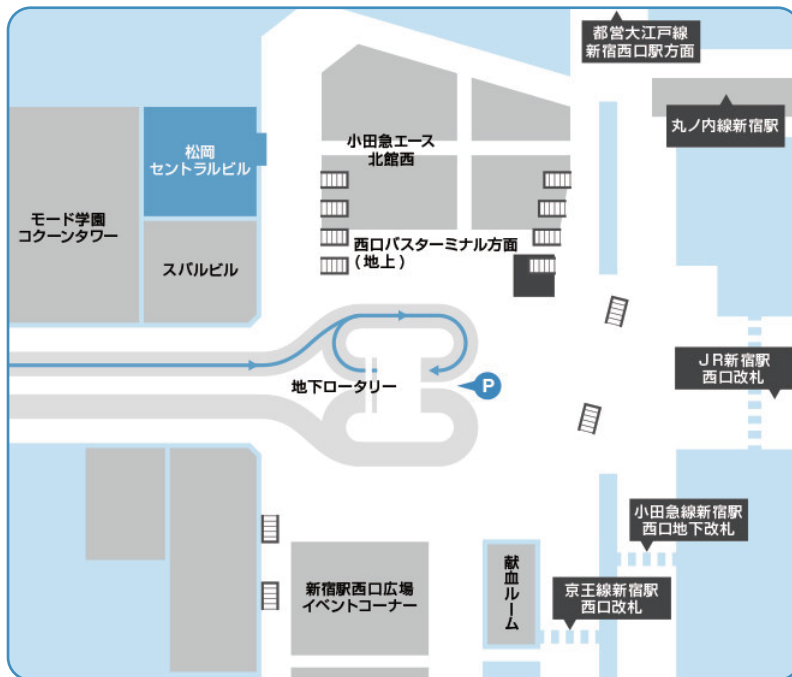 都営大江戸線
新宿西口駅方面
丸ノ内線新宿駅
小田急エース
北館西
松岡
セントラルビル
モード学園
コクーンタワー
スバルビル
西口バスターミナル方面
(地上)
JR新宿駅
西口改札
地下ロータリー
P
小田急線新宿駅
西口地下改札
献血ルーム
新宿駅西口広場
イベントコーナー
京王線新宿駅
西口改札